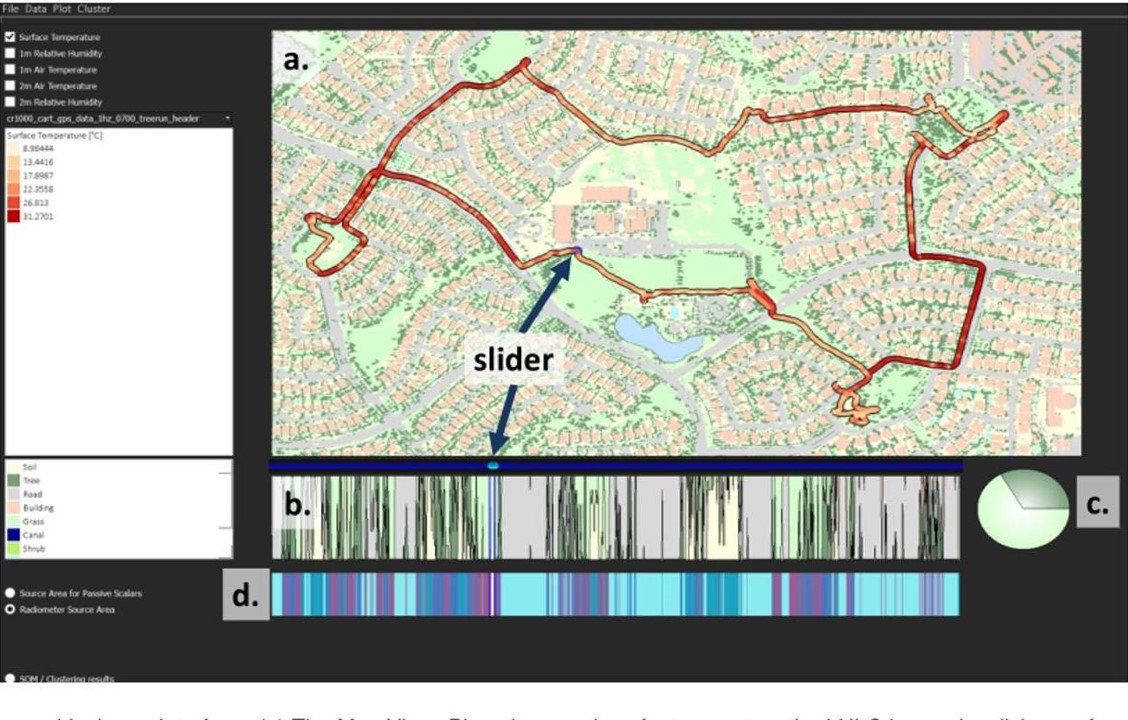 File Data Plot Cluster
Surface Temperature
1m Relative Humidity
1m Air Temperature
2m Air Temperature
2m Relative Humidity
cr1000_cart_gps_data_1hz_0700_treerun_header
Surface Temperature [°C]
8.98444
13.4416
17.8987
22.3558
26.813
31.2701
a.
slider
Soil
Tree
Road
Building
Grass
Canal
Shrub
b.
c.
d.
Source Area for Passive Scalars
Radiometer Source Area
SOM / Clustering results